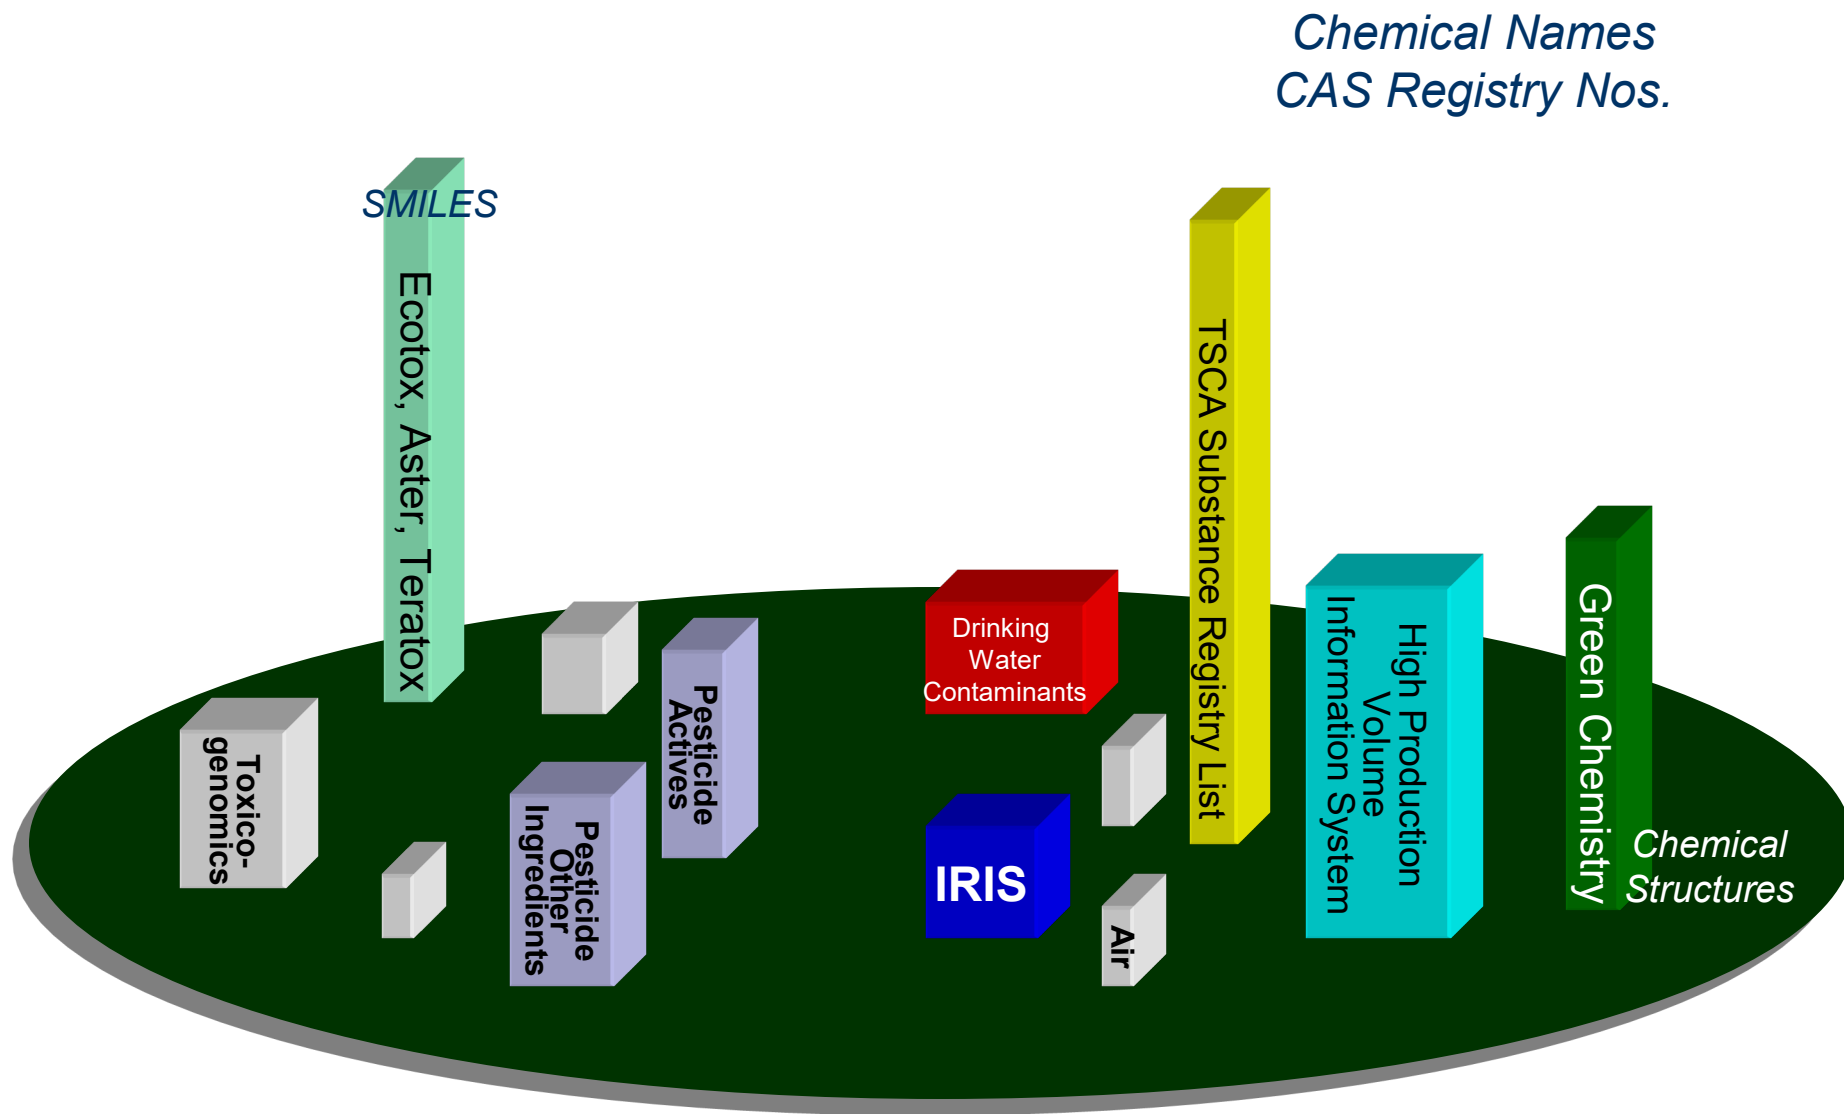 Chemical Names
CAS Registry Nos.
SMILES
Ecotox, Aster, Teratox
TSCA Substance Registry List
Drinking
Water
Contaminants
High Production
Volume
Information System
Green Chemistry
Pesticide
Actives
Toxico-
genomics
Pesticide
Other
Ingredients
IRIS
Air
Chemical
Structures